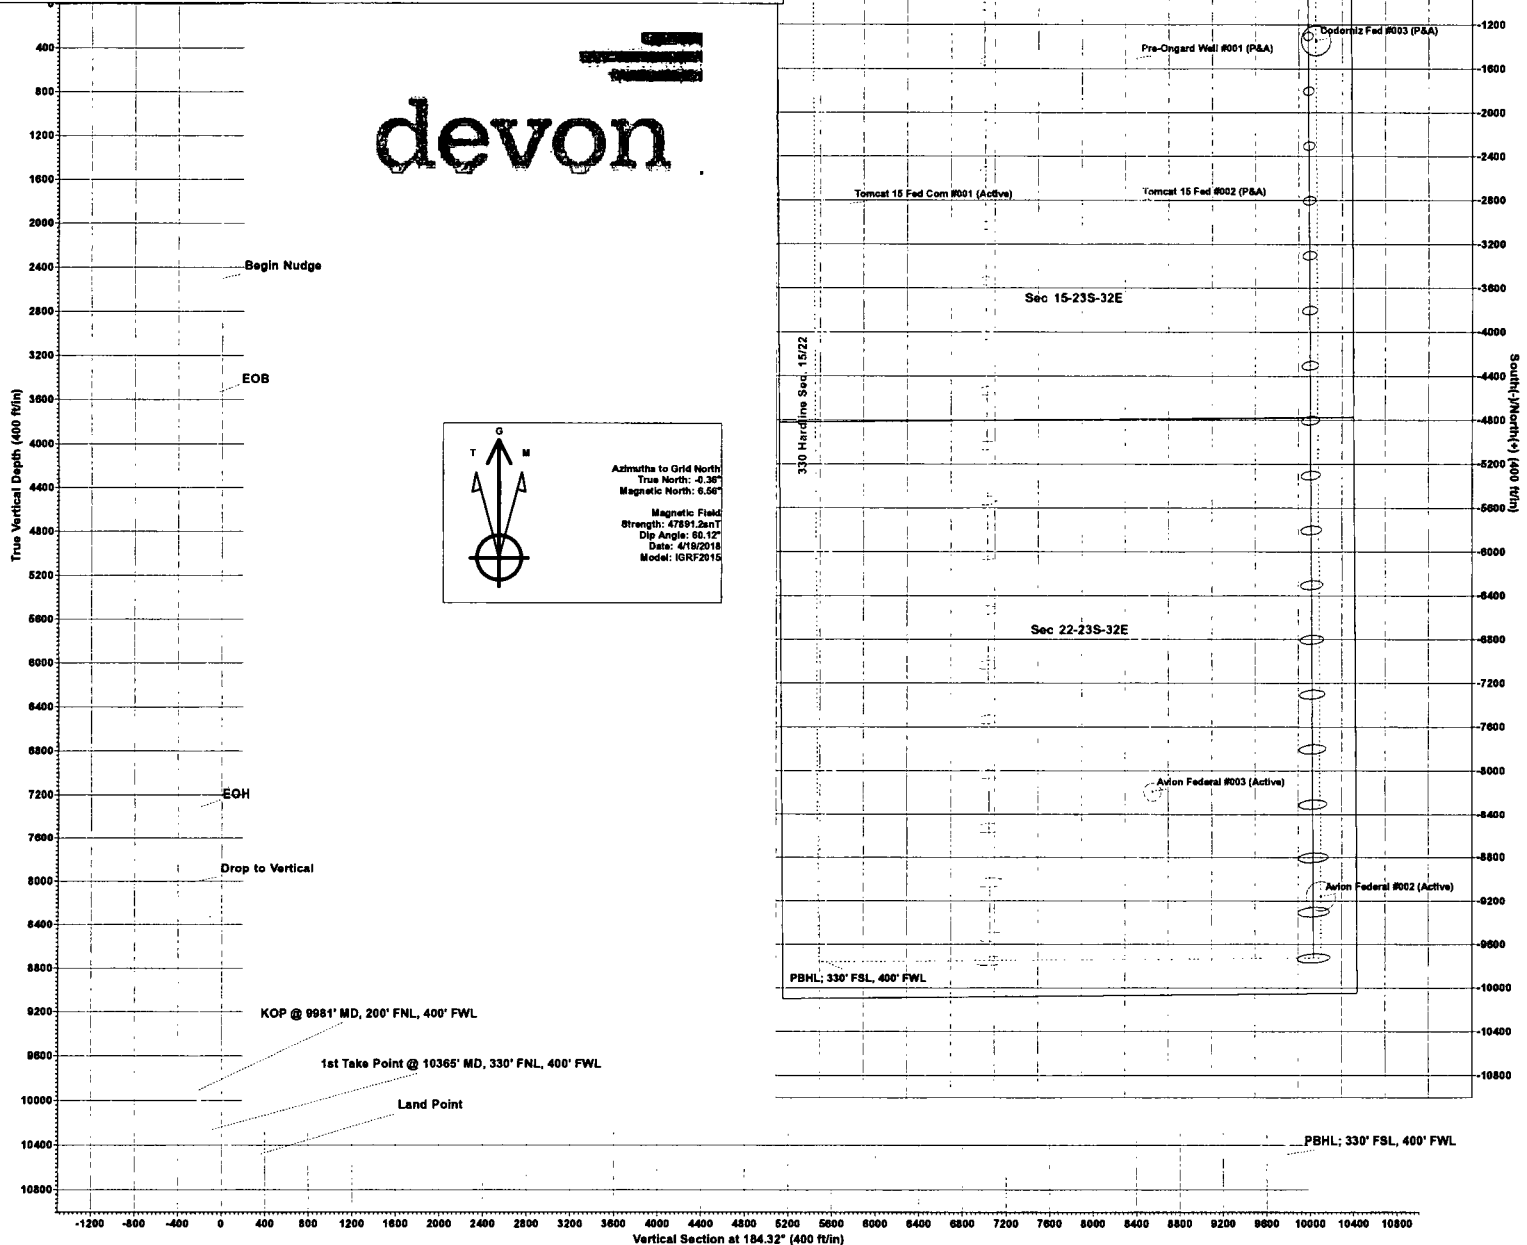 devon
0
400
800
1200
1600
2000
2400
2800
3200
3600
4000
4400
4800
5200
5600
6000
6400
6800
7200
7600
8000
8400
8800
9200
9600
10000
10400
10800
True Vertical Depth (400 ft/in)
Begin Nudge
EOB
EOH
Drop to Vertical
KOP @ 9981' MD, 200' FNL, 400' FWL
1st Take Point @ 10365' MD, 330' FNL, 400' FWL
Land Point
PBHL; 330' FSL, 400' FWL
G
T M
Azimuths to Grid North
True North: -0.36°
Magnetic North: 6.56°
Magnetic Field
Strength: 47891.2snT
Dip Angle: 60.12°
Date: 4/19/2018
Model: IGRF2015
Codorniz Fed #003 (P&A)
Pre-Ongard Well #001 (P&A)
Tomcat 15 Fed Com #001 (Active)
Tomcat 15 Fed #002 (P&A)
Sec 15-23S-32E
330 Hardline Sec. 15/22
Sec 22-23S-32E
Avion Federal #003 (Active)
Avion Federal #002 (Active)
PBHL; 330' FSL, 400' FWL
-1200
-1600
-2000
-2400
-2800
-3200
-3600
-4000
-4400
-4800
-5200
-5600
-6000
-6400
-6800
-7200
-7600
-8000
-8400
-8800
-9200
-9600
-10000
-10400
-10800
South(-)/North(+) (400 ft/in)
-1200 -800 -400 0 400 800 1200 1600 2000 2400 2800 3200 3600 4000 4400 4800 5200 5600 6000 6400 6800 7200 7600 8000 8400 8800 9200 9600 10000 10400 10800
Vertical Section at 184.32° (400 ft/in)